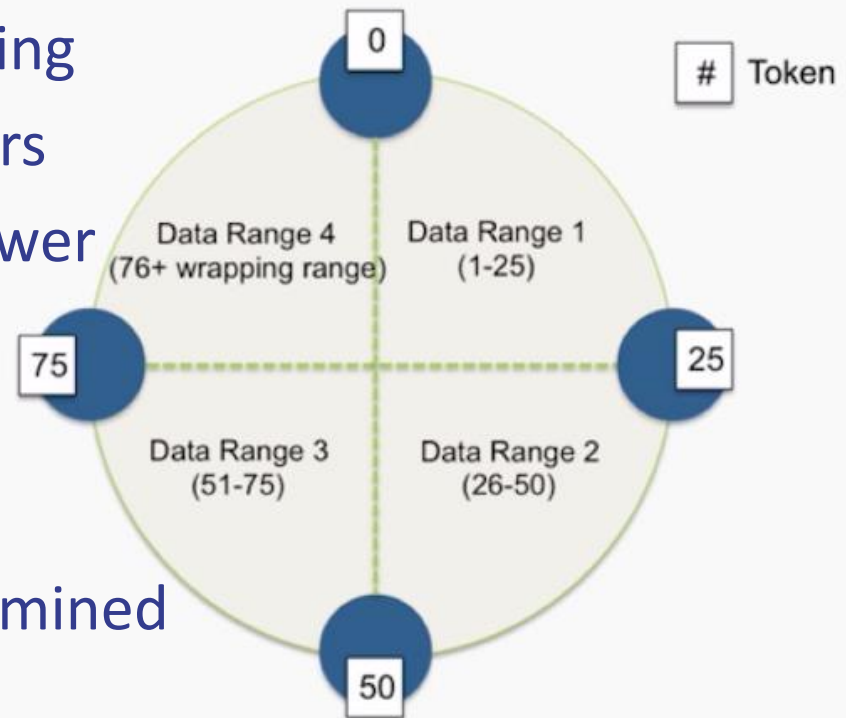 ing
rs
wer
mined
0
# Token
Data Range 4
(76+ wrapping range)
Data Range 1
(1-25)
75
25
Data Range 3
(51-75)
Data Range 2
(26-50)
50